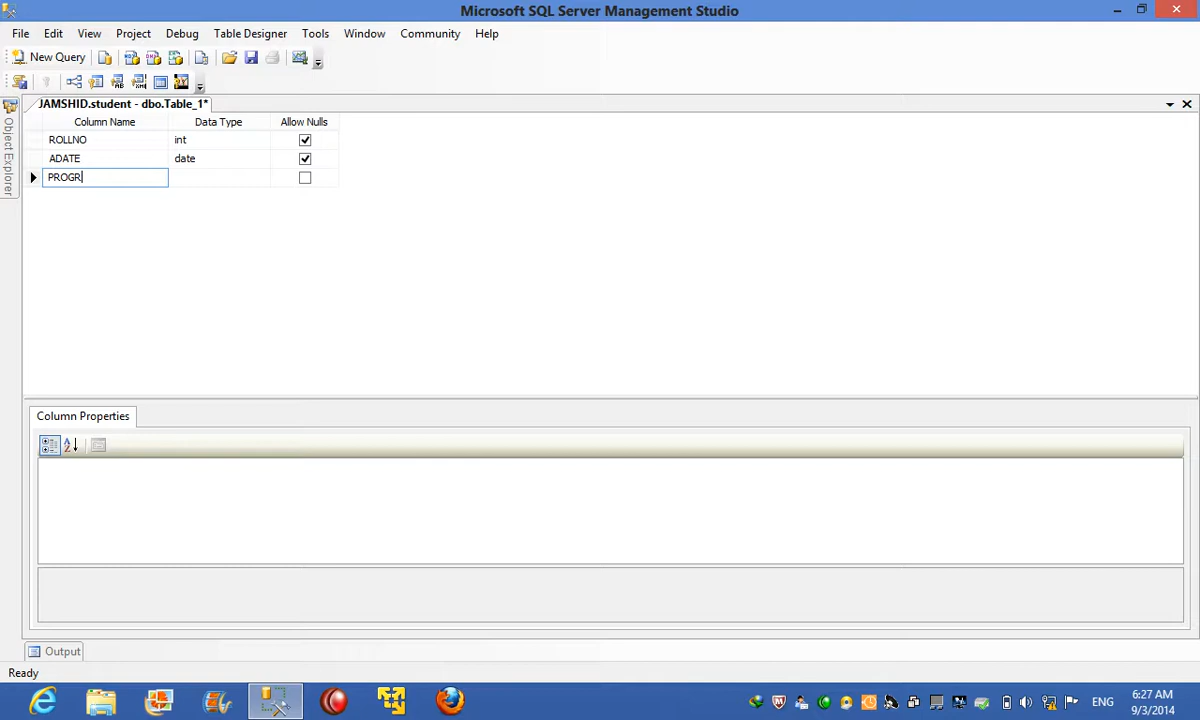 Microsoft SQL Server Management Studio
File Edit View Project Debug Table Designer Tools Window Community Help
New Query
JAMSHID.student - dbo.Table_1*
Object Explorer
Column Name Data Type Allow Nulls
ROLLNO int
ADATE date
PROGR
Column Properties
Output
Ready
ENG
6:27 AM
9/3/2014